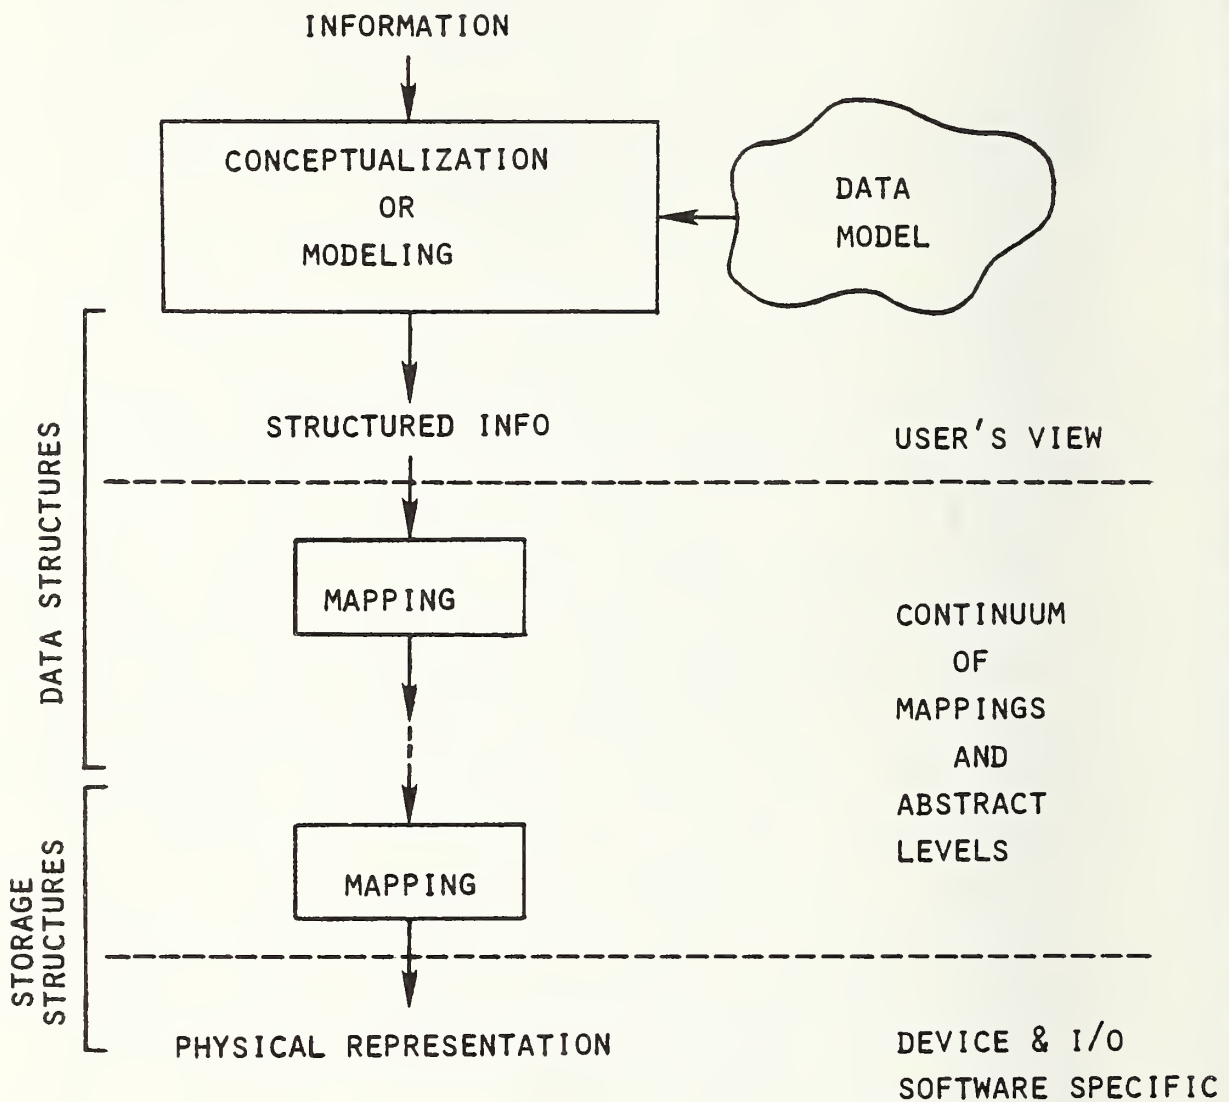 INFORMATION
CONCEPTUALIZATION
OR
MODELING
DATA
MODEL
STRUCTURED INFO
USER'S VIEW
DATA STRUCTURES
MAPPING
CONTINUUM
OF
MAPPINGS
AND
ABSTRACT
LEVELS
MAPPING
STORAGE
STRUCTURES
PHYSICAL REPRESENTATION
DEVICE & I/O
SOFTWARE SPECIFIC